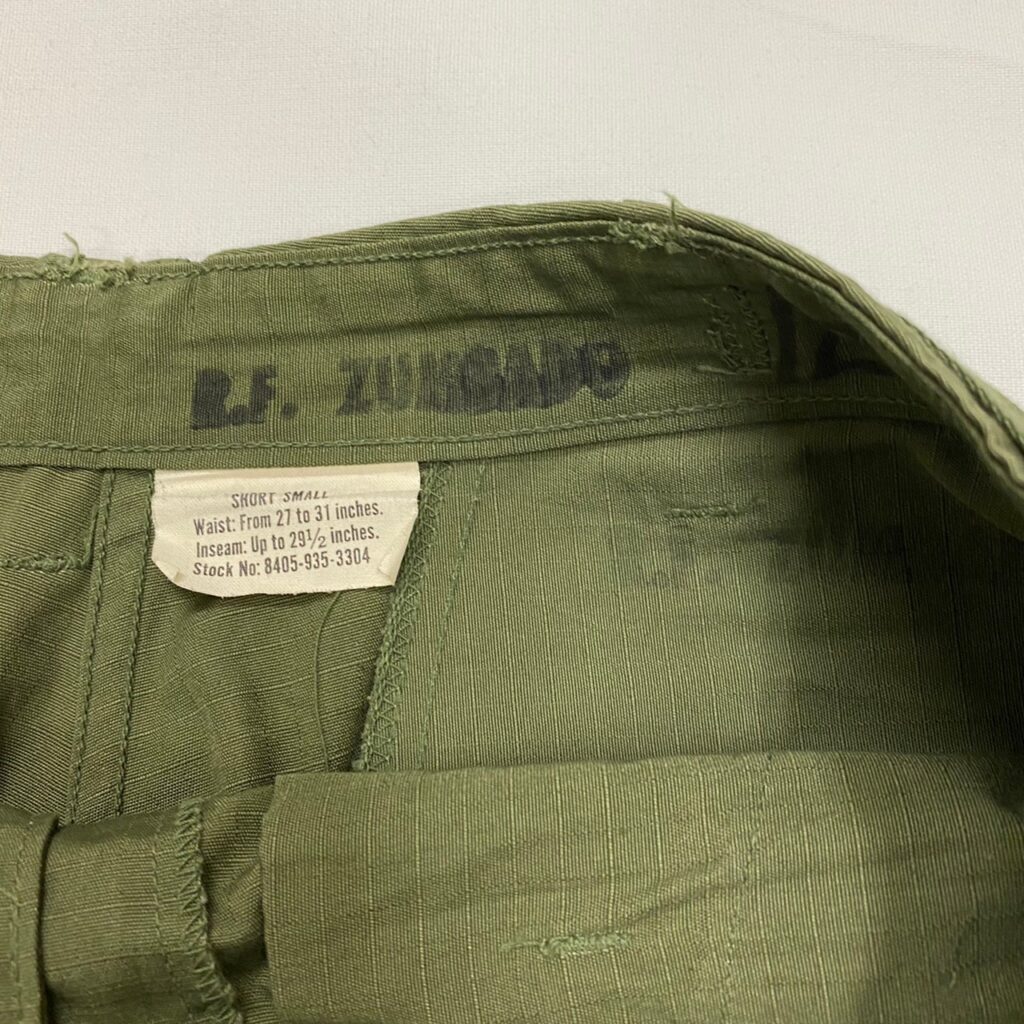 R.F. ZUNGADO
SHORT SMALL
Waist: From 27 to 31 inches.
Inseam: Up to 29½ inches.
Stock No: 8405-935-3304